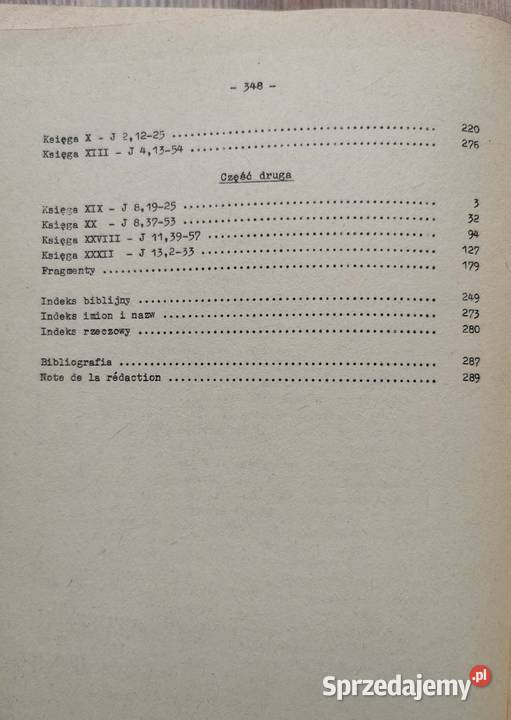 - 348 -
Księga X - J 2,12-25 ........................................ 220
Księga XIII - J 4,13-54 ........................................ 276
Część druga
Księga XIX - J 8,19-25 ........................................ 3
Księga XX - J 8,37-53 ........................................ 32
Księga XXVIII - J 11,39-57 ........................................ 94
Księga XXXII - J 13,2-33 ........................................ 127
Fragmenty ........................................ 179
Indeks biblijny ........................................ 249
Indeks imion i nazw ........................................ 273
Indeks rzeczowy ........................................ 280
Bibliografia ........................................ 287
Note de la rédaction ........................................ 289
Sprzedajemy.pl